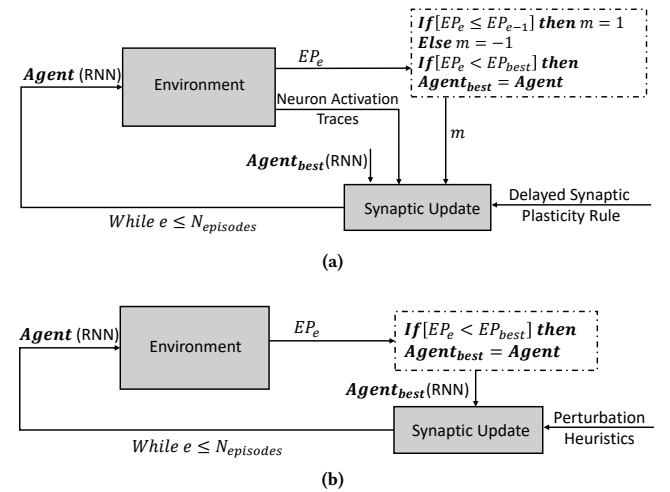 If[EP_e ≤ EP_{e−1}] then m = 1
Else m = −1
If[EP_e < EP_best] then
Agent_best = Agent
EP_e
Agent (RNN)
Environment
Neuron Activation
Traces
m
Agent_best(RNN)
Synaptic Update
Delayed Synaptic
Plasticity Rule
While e ≤ N_episodes
(a)
Agent (RNN)
Environment
EP_e
If[EP_e < EP_best] then
Agent_best = Agent
Agent_best(RNN)
Synaptic Update
Perturbation
Heuristics
While e ≤ N_episodes
(b)